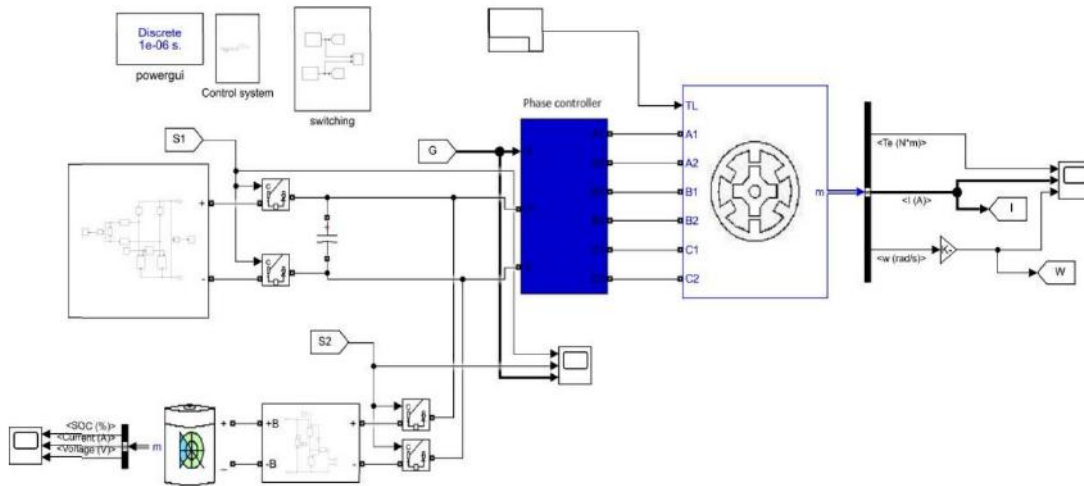 Discrete
1e-06 s.
powergui
Control system
switching
Phase controller
TL
S1
G
A1
A2
B1
B2
C1
C2
m
<Te (N*m)>
<I (A)>
I
<w (rad/s)>
W
+
-
+
S2
<SOC (%)>
<Current (A)>
<Voltage (V)>
m
+
_
+B
-B
+
-